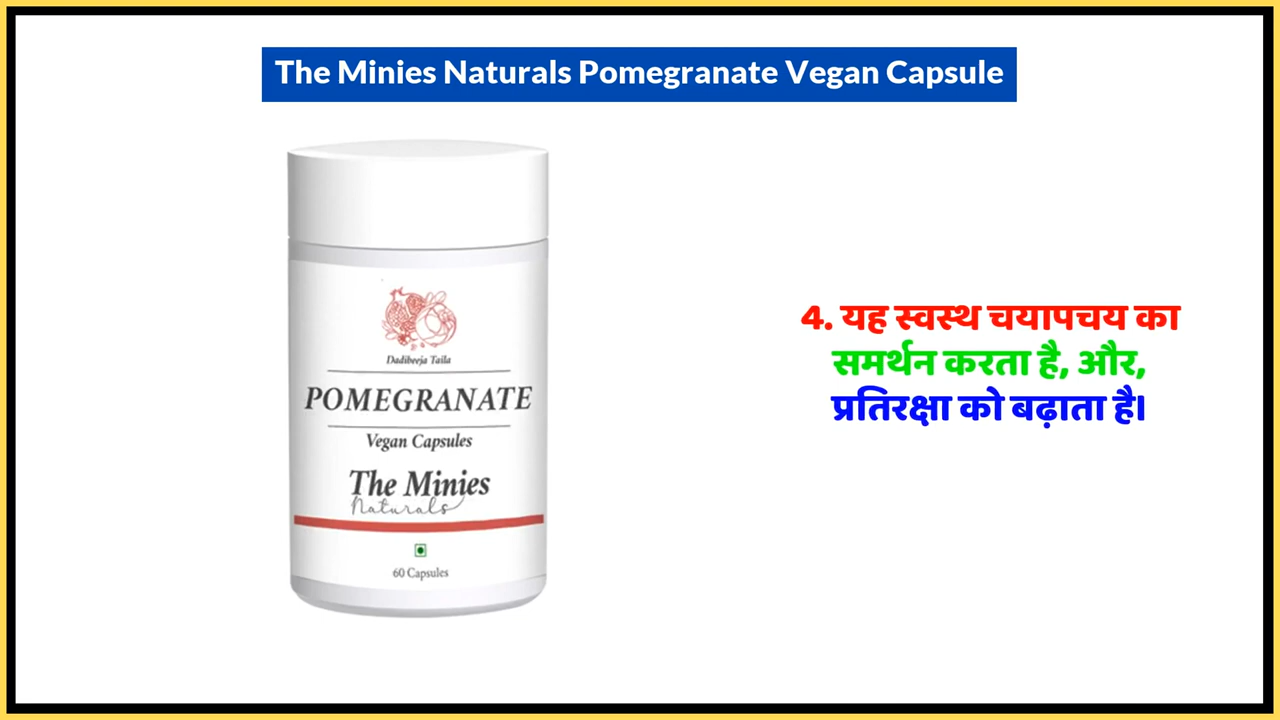 The Minies Naturals Pomegranate Vegan Capsule
Dadibeeja Taila
POMEGRANATE
Vegan Capsules
The Minies
Naturals
60 Capsules
4. यह स्वस्थ चयापचय का
समर्थन करता है, और,
प्रतिरक्षा को बढ़ाता है।